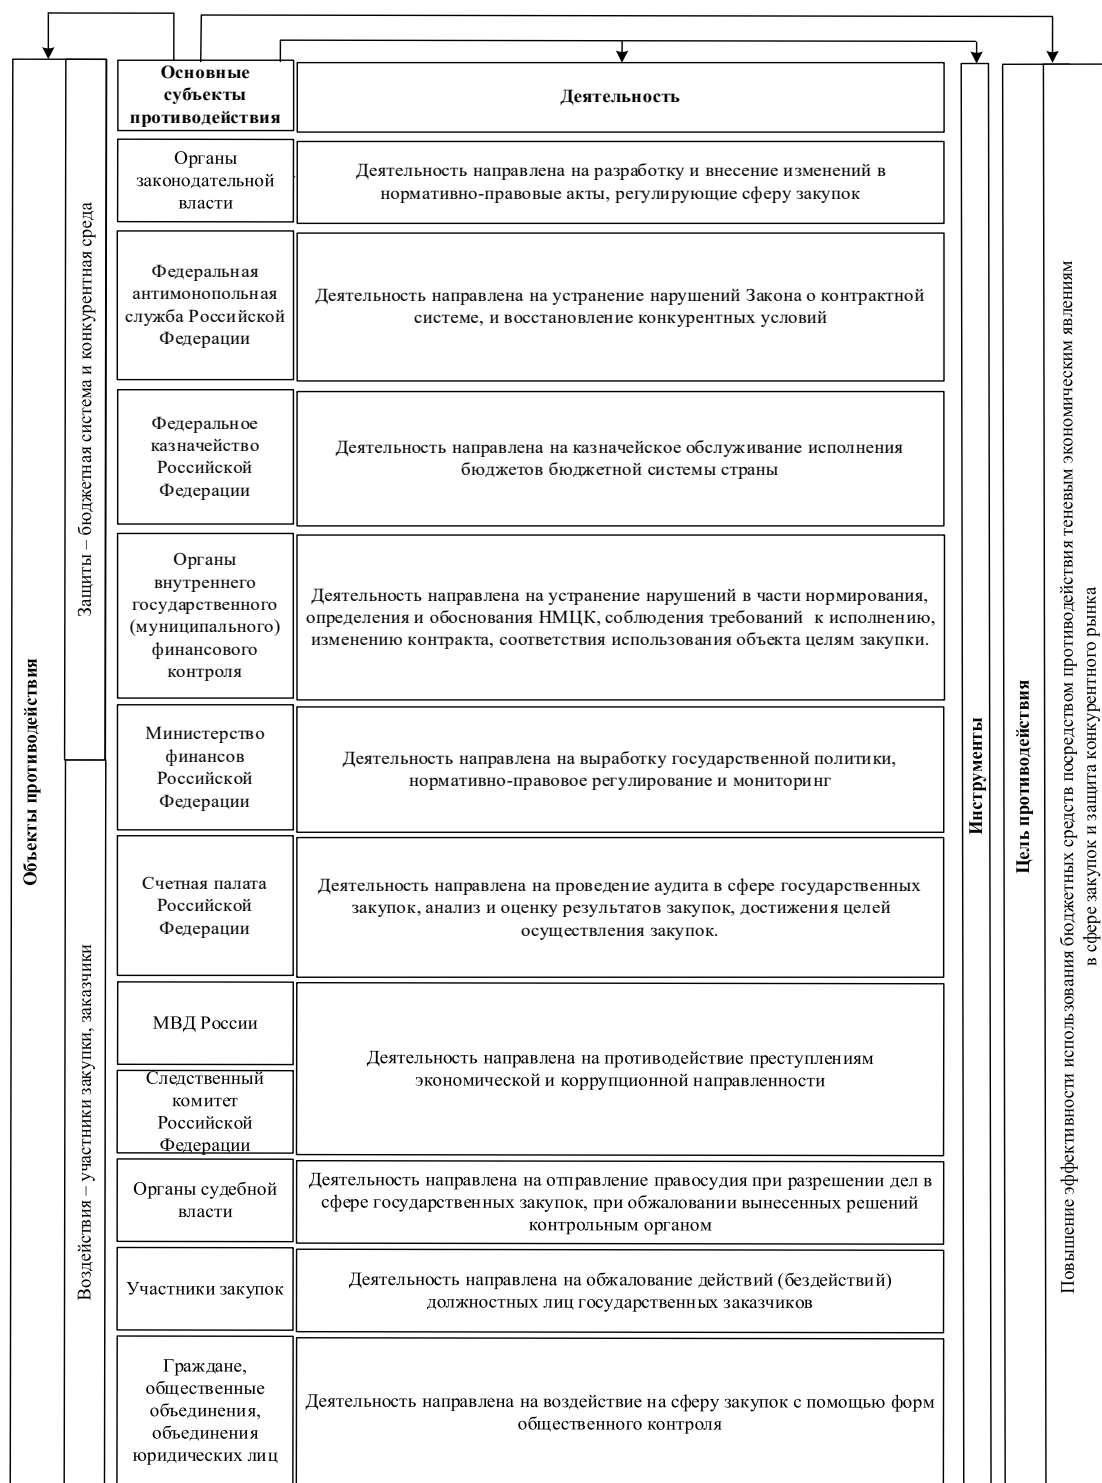 Объекты противодействия
Защиты – бюджетная система и конкурентная среда
Воздействия – участники закупки, заказчики
Основные
субъекты
противодействия
Деятельность
Органы
законодательной
власти
Деятельность направлена на разработку и внесение изменений в
нормативно-правовые акты, регулирующие сферу закупок
Федеральная
антимонопольная
служба Российской
Федерации
Деятельность направлена на устранение нарушений Закона о контрактной
системе, и восстановление конкурентных условий
Федеральное
казначейство
Российской
Федерации
Деятельность направлена на казначейское обслуживание исполнения
бюджетов бюджетной системы страны
Органы
внутреннего
государственного
(муниципального)
финансового
контроля
Деятельность направлена на устранение нарушений в части нормирования,
определения и обоснования НМЦК, соблюдения требований к исполнению,
изменению контракта, соответствия использования объекта целям закупки.
Министерство
финансов
Российской
Федерации
Деятельность направлена на выработку государственной политики,
нормативно-правовое регулирование и мониторинг
Счетная палата
Российской
Федерации
Деятельность направлена на проведение аудита в сфере государственных
закупок, анализ и оценку результатов закупок, достижения целей
осуществления закупок.
МВД России
Следственный
комитет
Российской
Федерации
Деятельность направлена на противодействие преступлениям
экономической и коррупционной направленности
Органы судебной
власти
Деятельность направлена на отправление правосудия при разрешении дел в
сфере государственных закупок, при обжаловании вынесенных решений
контрольным органом
Участники закупок
Деятельность направлена на обжалование действий (бездействий)
должностных лиц государственных заказчиков
Граждане,
общественные
объединения,
объединения
юридических лиц
Деятельность направлена на воздействие на сферу закупок с помощью форм
общественного контроля
Инструменты
Цель противодействия
Повышение эффективности использования бюджетных средств посредством противодействия теневым экономическим явлениям
в сфере закупок и защита конкурентного рынка